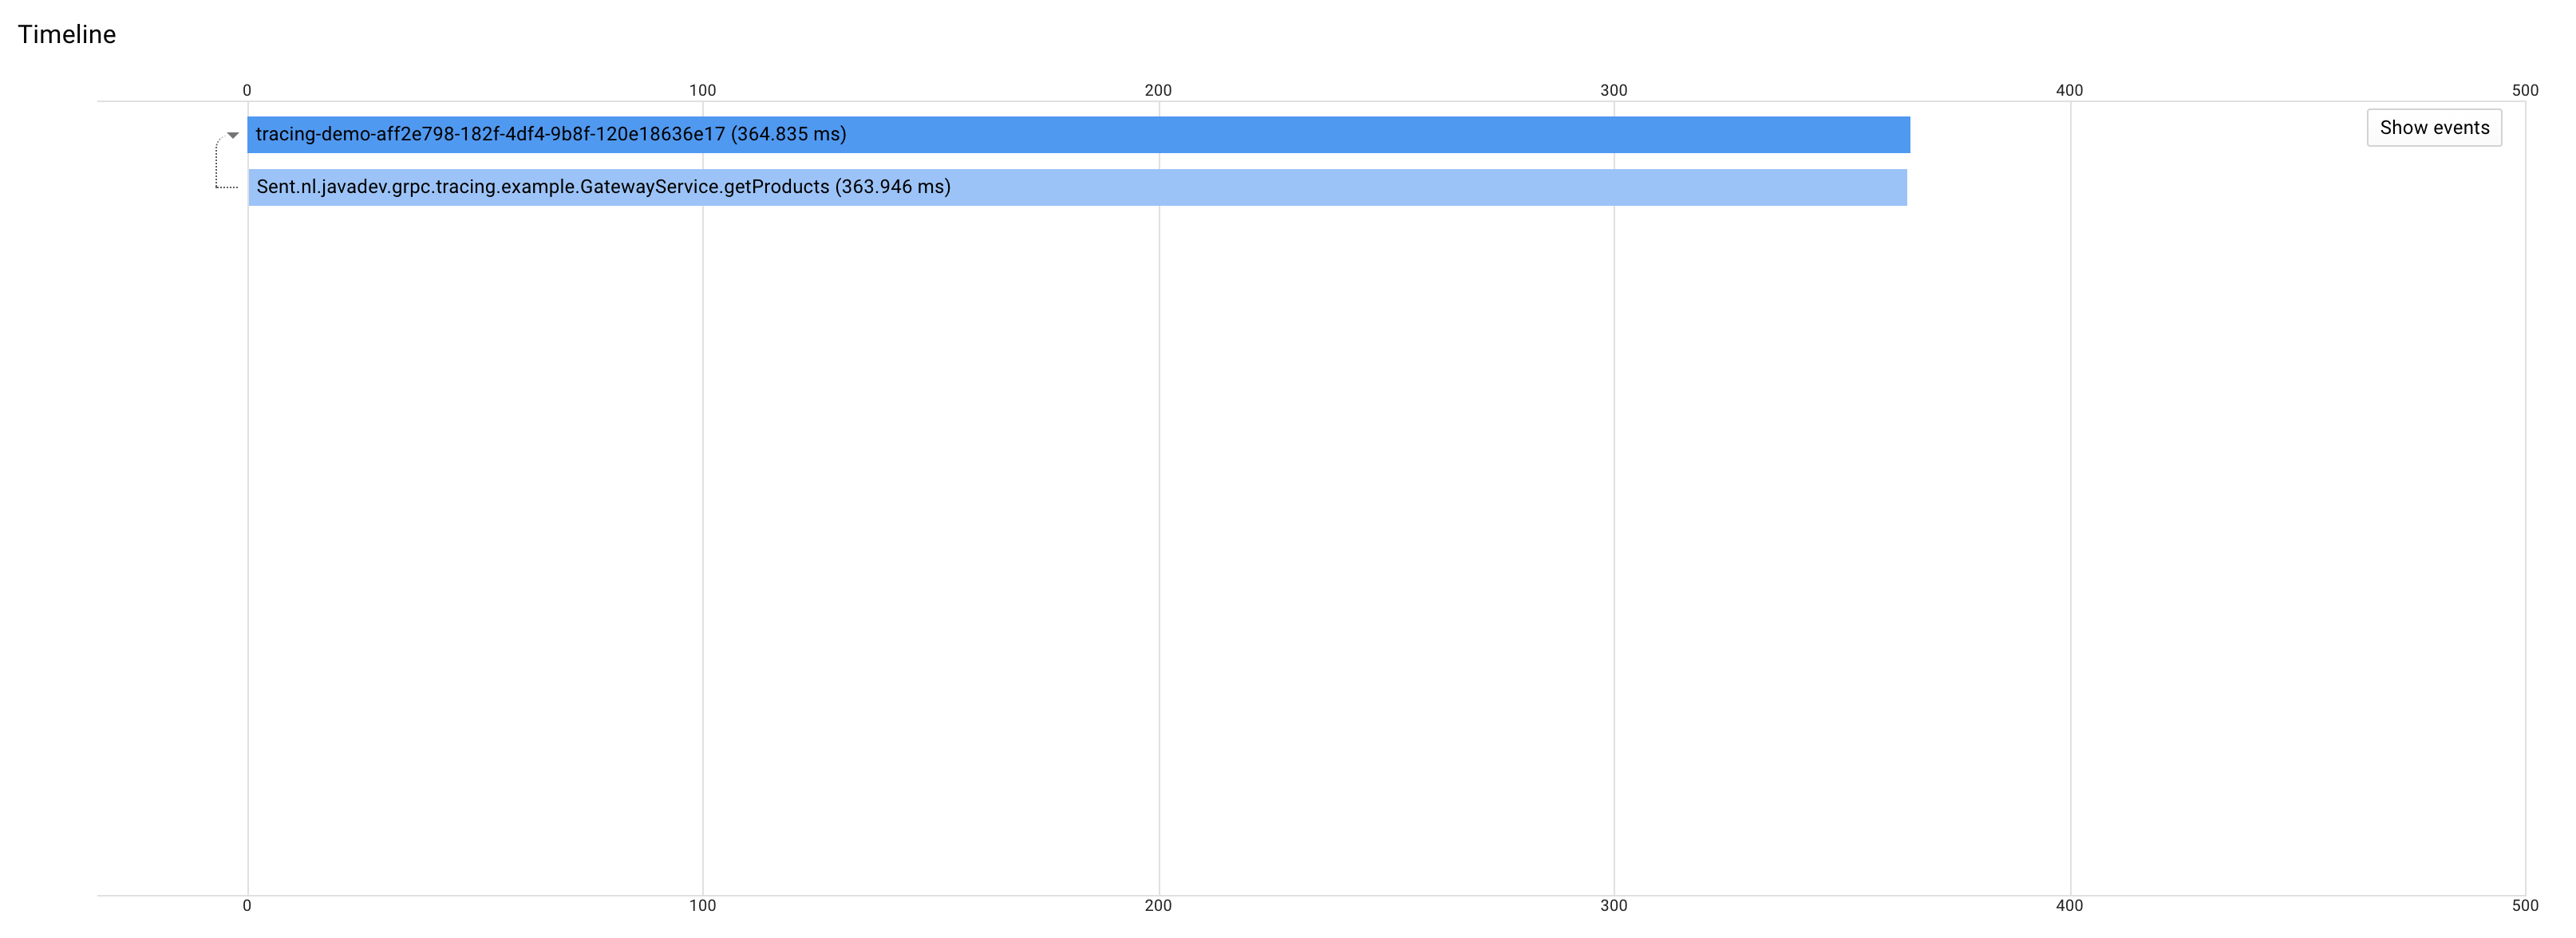 Timeline
0 100 200 300 400 500
tracing-demo-aff2e798-182f-4df4-9b8f-120e18636e17 (364.835 ms)
Show events
Sent.nl.javadev.grpc.tracing.example.GatewayService.getProducts (363.946 ms)
0 100 200 300 400 500